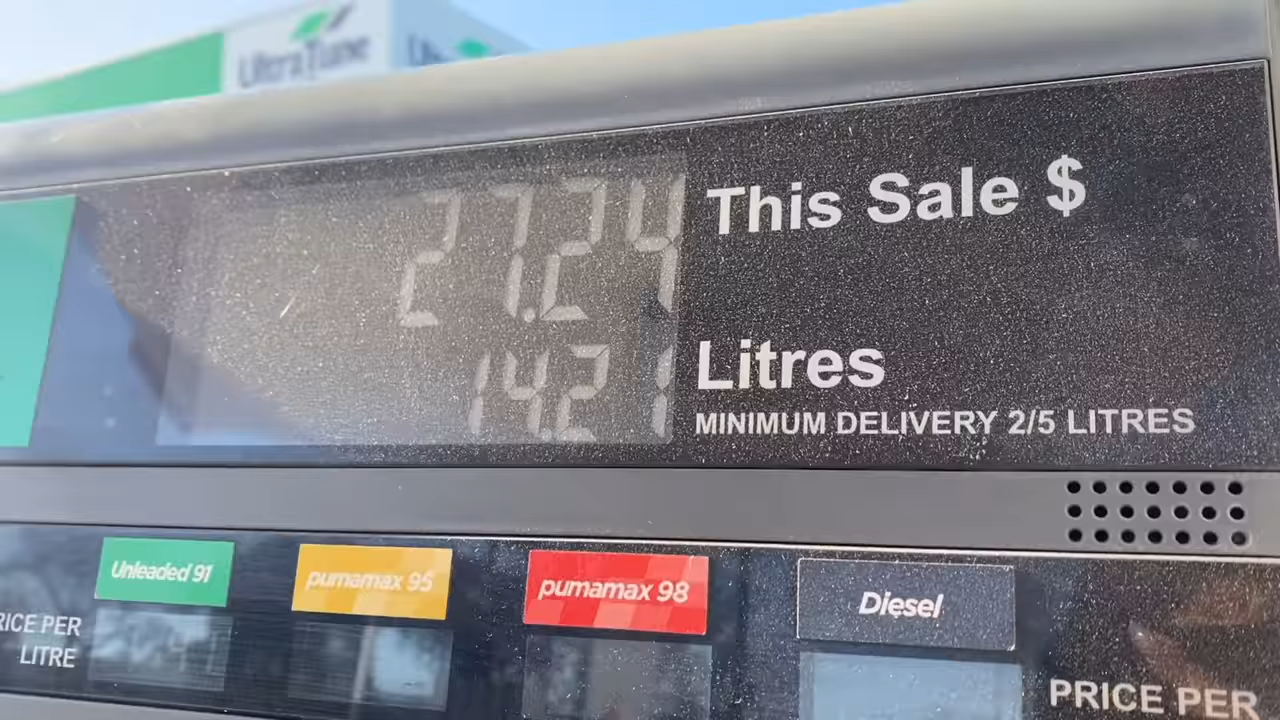 UltraTune
27.24
This Sale $
14.21
Litres
MINIMUM DELIVERY 2/5 LITRES
Unleaded 91
pumamax 95
pumamax 98
Diesel
RICE PER
LITRE
PRICE PER